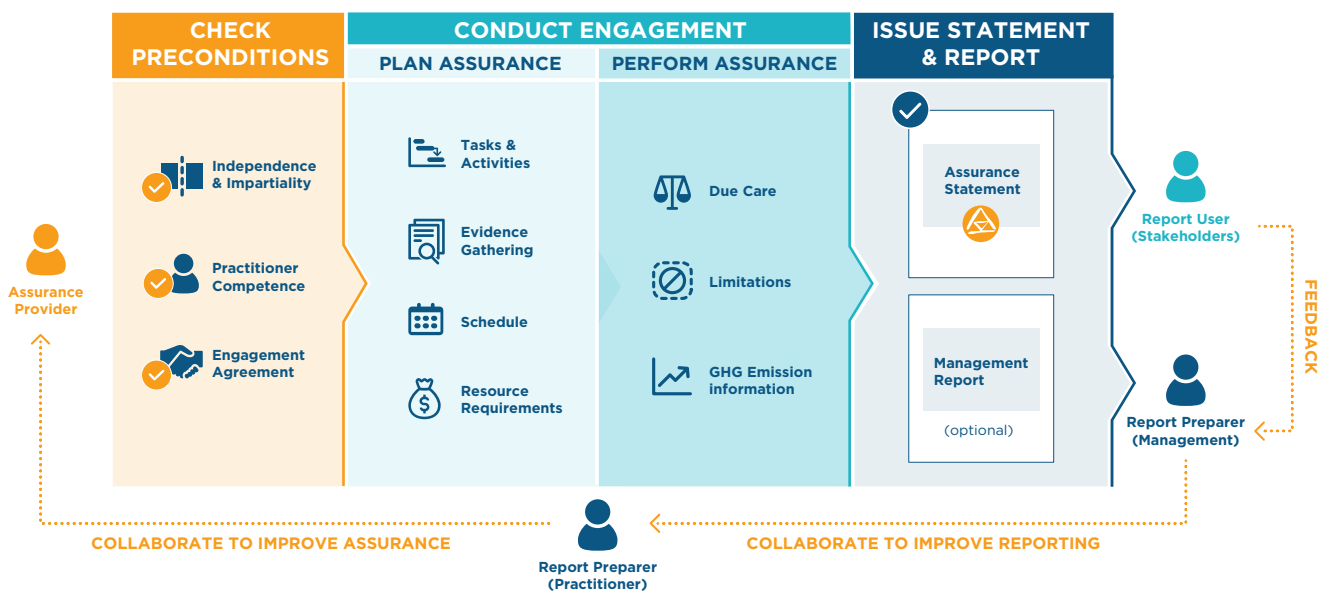 CHECK
PRECONDITIONS
CONDUCT ENGAGEMENT
PLAN ASSURANCE
PERFORM ASSURANCE
ISSUE STATEMENT
& REPORT
Assurance
Provider
Independence
& Impartiality
Practitioner
Competence
Engagement
Agreement
Tasks &
Activities
Evidence
Gathering
Schedule
$
Resource
Requirements
Due Care
Limitations
GHG Emission
information
Assurance
Statement
Management
Report
(optional)
Report User
(Stakeholders)
FEEDBACK
Report Preparer
(Management)
COLLABORATE TO IMPROVE ASSURANCE
COLLABORATE TO IMPROVE REPORTING
Report Preparer
(Practitioner)